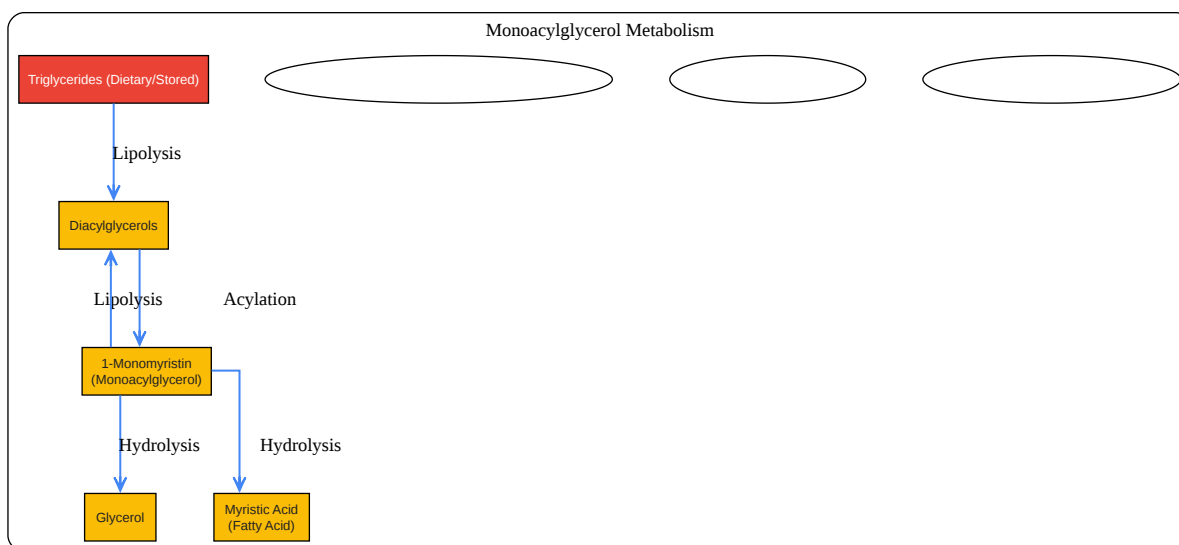 Monoacylglycerol Metabolism
Triglycerides (Dietary/Stored)
Lipolysis
Diacylglycerols
Lipolysis
Acylation
1-Monomyristin
(Monoacylglycerol)
Hydrolysis
Hydrolysis
Glycerol
Myristic Acid
(Fatty Acid)